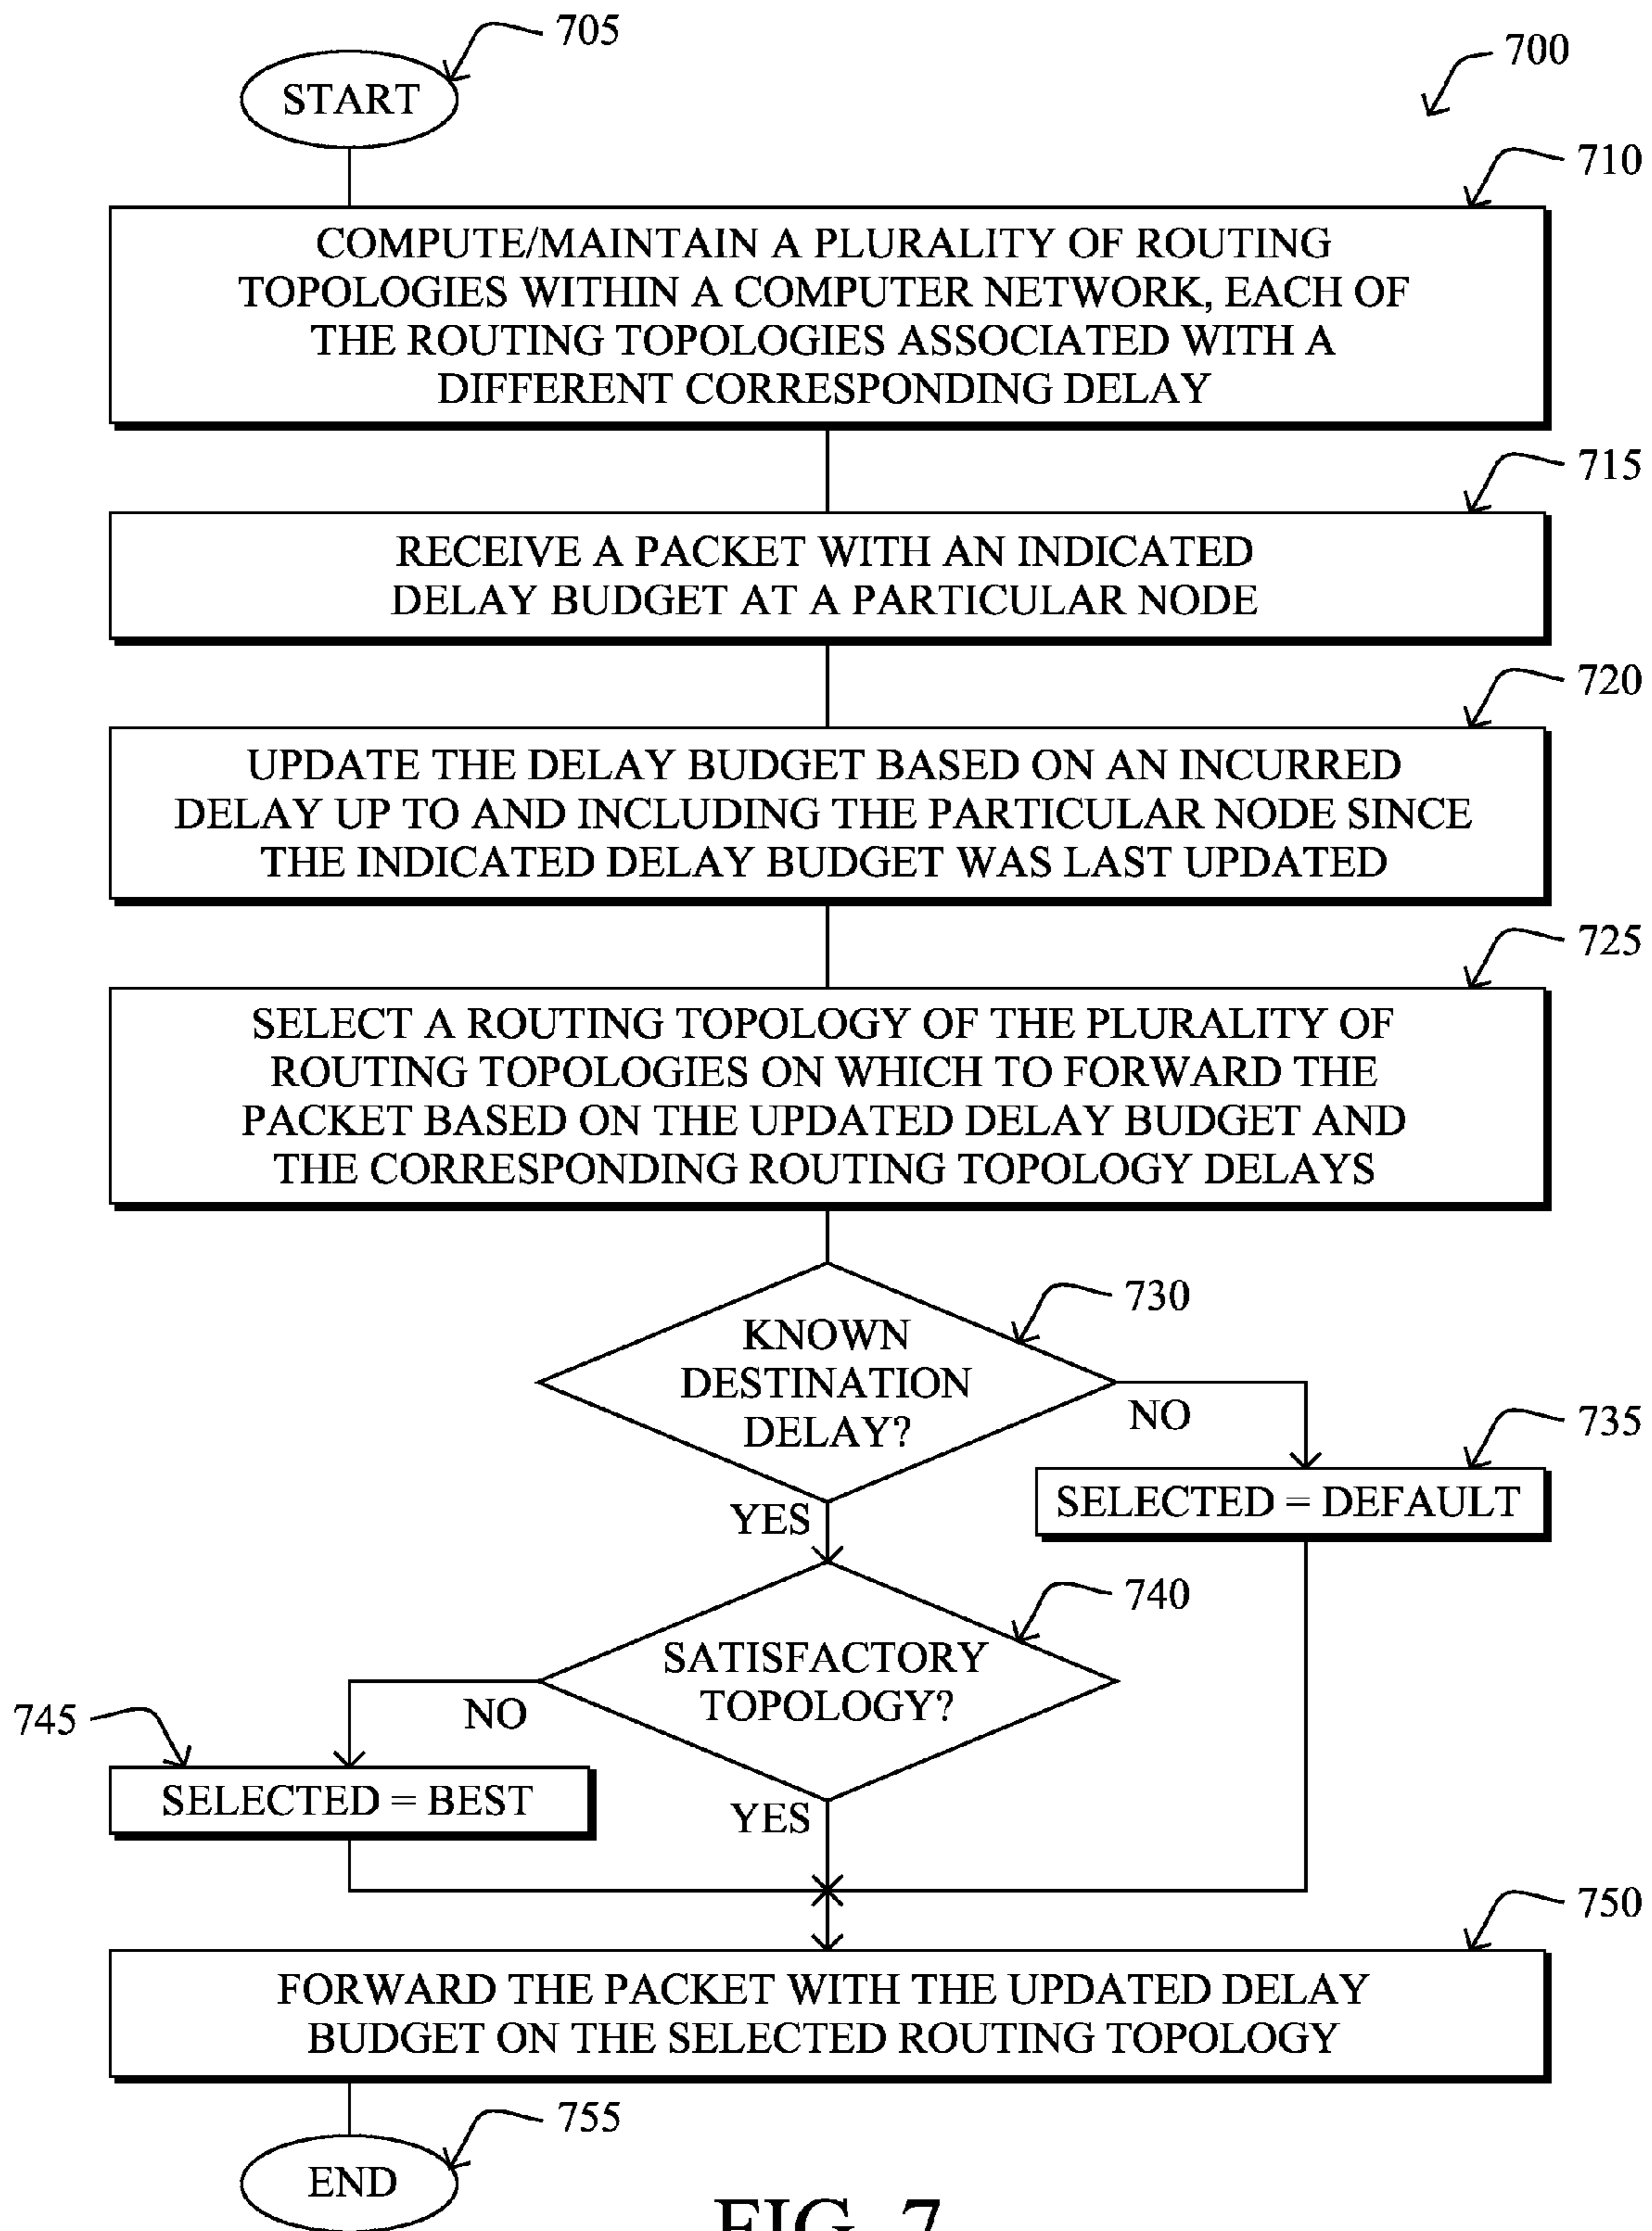 705
START
700
710
COMPUTE/MAINTAIN A PLURALITY OF ROUTING
TOPOLOGIES WITHIN A COMPUTER NETWORK, EACH OF
THE ROUTING TOPOLOGIES ASSOCIATED WITH A
DIFFERENT CORRESPONDING DELAY
715
RECEIVE A PACKET WITH AN INDICATED
DELAY BUDGET AT A PARTICULAR NODE
720
UPDATE THE DELAY BUDGET BASED ON AN INCURRED
DELAY UP TO AND INCLUDING THE PARTICULAR NODE SINCE
THE INDICATED DELAY BUDGET WAS LAST UPDATED
725
SELECT A ROUTING TOPOLOGY OF THE PLURALITY OF
ROUTING TOPOLOGIES ON WHICH TO FORWARD THE
PACKET BASED ON THE UPDATED DELAY BUDGET AND
THE CORRESPONDING ROUTING TOPOLOGY DELAYS
730
KNOWN
DESTINATION
DELAY?
NO
735
SELECTED = DEFAULT
YES
740
SATISFACTORY
TOPOLOGY?
NO
745
SELECTED = BEST
YES
750
FORWARD THE PACKET WITH THE UPDATED DELAY
BUDGET ON THE SELECTED ROUTING TOPOLOGY
755
END
FIG. 7